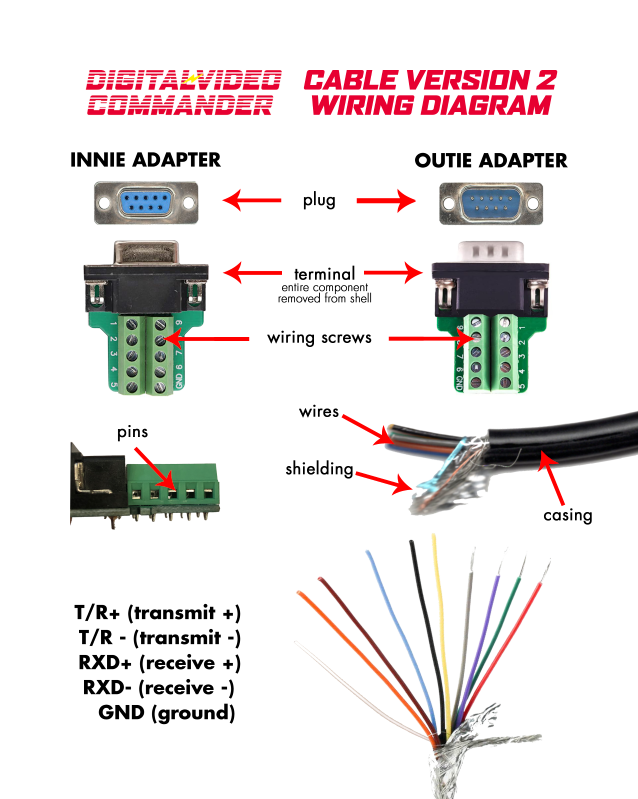 DIGITAL VIDEO COMMANDER
CABLE VERSION 2
WIRING DIAGRAM
INNIE ADAPTER
OUTIE ADAPTER
plug
terminal
entire component
removed from shell
1 9
2
3 7
4 6
5 GND
wiring screws
9 1
8 2
7 3
6 4
GND 5
wires
pins
shielding
casing
T/R+ (transmit +)
T/R - (transmit -)
RXD+ (receive +)
RXD- (receive -)
GND (ground)